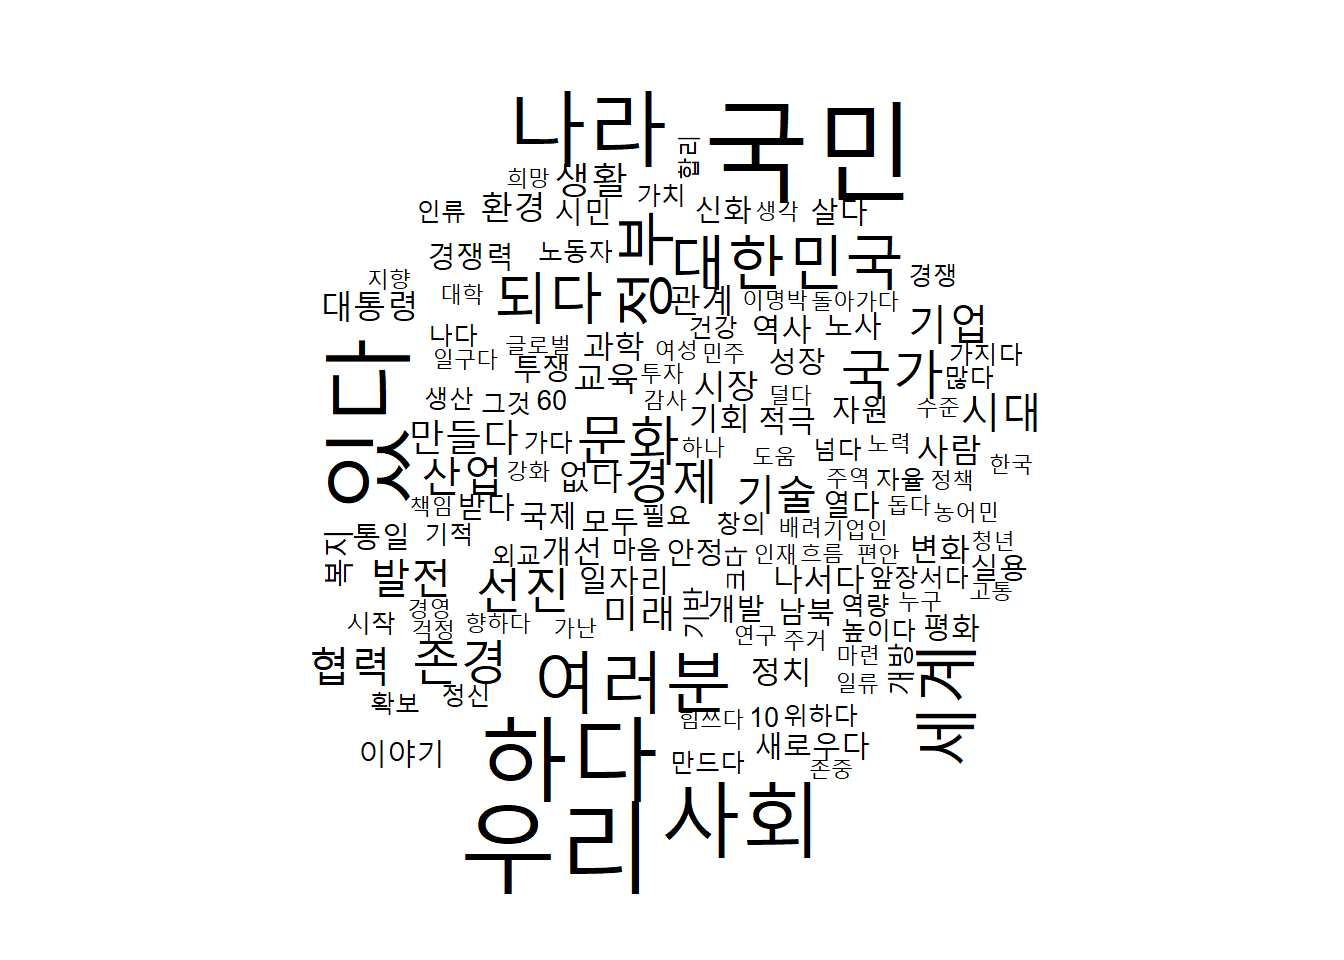 나라
국민
합리
희망 생활
가치
인류 환경 시민
신화 생각 살다
정부
대한민국
경쟁력 노동자
경쟁
지향
대통령
대학
되다
관계 이명박 돌아가다
건강 역사 노사 기업
나다
글로벌 과학
일구다
여성 민주
성장
국가
가지다
많다
있다
투쟁 교육 투자 시장
덜다
생산 그것 60
감사
기회 적극 자원 수준 시대
만들다 가다 문화 하나
도움 넘다 노력 사람
한국
산업 강화 없다 경제
기술 열다
주역 자율 정책
돕다 농어민
책임 받다 국제 모두 필요
창의 배려 기업인
복지
통일 기적
외교 개선 마음 안정
크다
인재 흐름 편안 변화 청년
발전 선진 일자리
나서다 앞장서다 실용
고통
경영
미래 기반 개발 남북 역량 누구
시작 걱정 향하다 가난
연구 주거 높이다 평화
협력 존경
여러분 정치
마련
일류
개방
세계
확보 정신
힘쓰다 10 위하다
이야기
하다
만드다
새로우다
존중
우리
사회